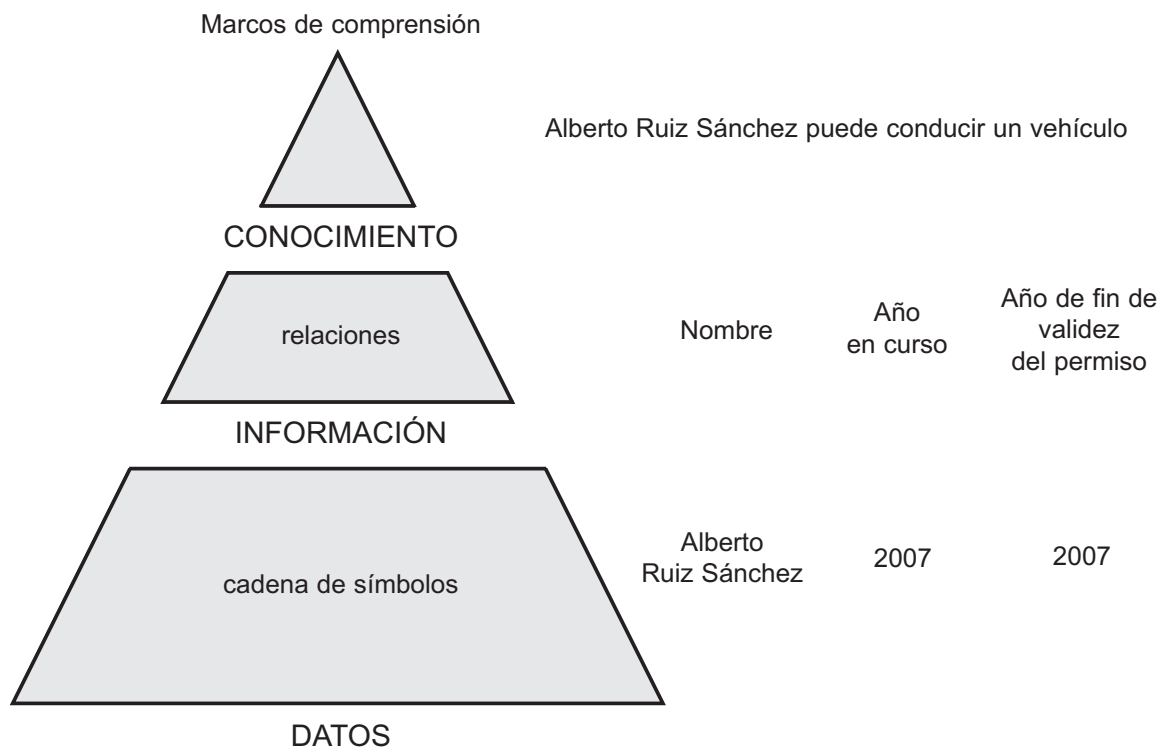 Marcos de comprensión
Alberto Ruiz Sánchez puede conducir un vehículo
CONOCIMIENTO
relaciones
Nombre
Año
en curso
Año de fin de
validez
del permiso
INFORMACIÓN
cadena de símbolos
Alberto
Ruiz Sánchez
2007
2007
DATOS